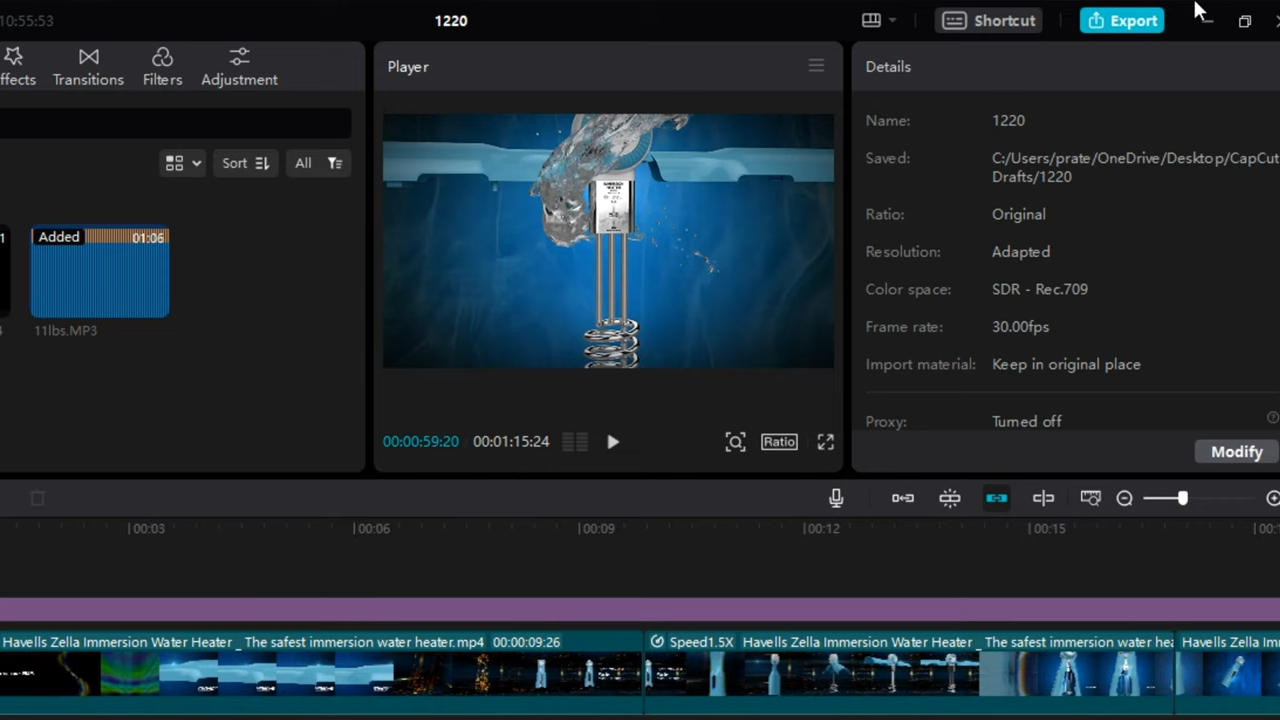 10:55:53
1220
Shortcut
Export
ffects
Transitions
Filters
Adjustment
Sort
All
1
Added
01:06
4
11lbs.MP3
Player
00:00:59:20
00:01:15:24
Ratio
Details
Name:
1220
Saved:
C:/Users/prate/OneDrive/Desktop/CapCut
Drafts/1220
Ratio:
Original
Resolution:
Adapted
Color space:
SDR - Rec.709
Frame rate:
30.00fps
Import material:
Keep in original place
Proxy:
Turned off
Modify
00:03
00:06
00:09
00:12
00:15
00:
Havells Zella Immersion Water Heater _ The safest immersion water heater.mp4 00:00:09:26
Speed1.5X Havells Zella Immersion Water Heater _ The safest immersion water hea
Havells Zella Im